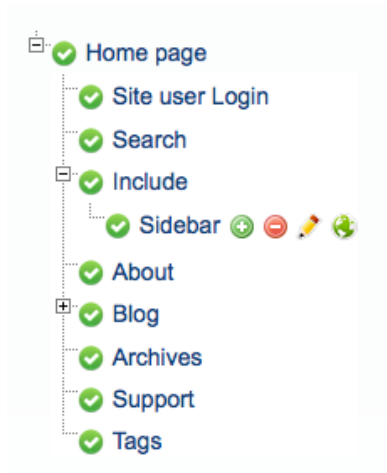 Home page
Site user Login
Search
Include
Sidebar
About
Blog
Archives
Support
Tags